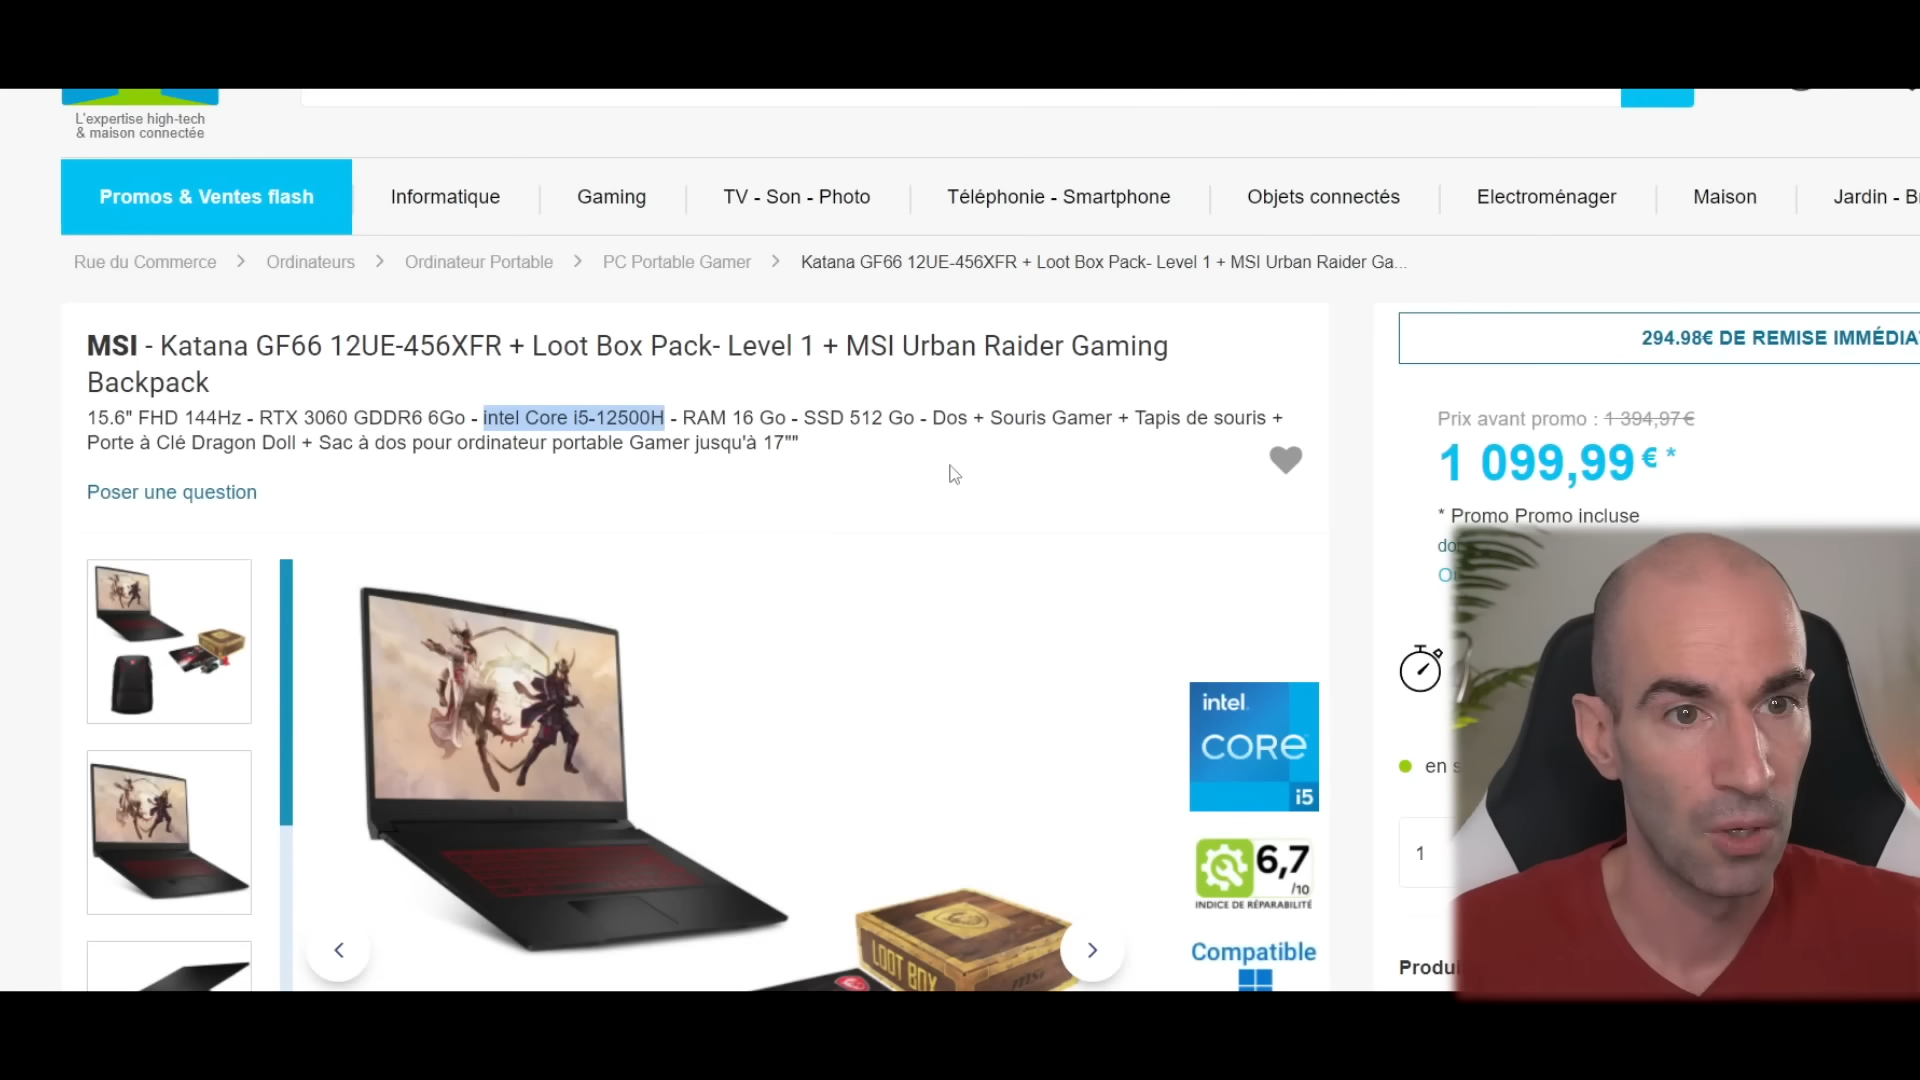 L'expertise high-tech
& maison connectée
Promos & Ventes flash
Informatique
Gaming
TV - Son - Photo
Téléphonie - Smartphone
Objets connectés
Electroménager
Maison
Jardin - B
Rue du Commerce > Ordinateurs > Ordinateur Portable > PC Portable Gamer > Katana GF66 12UE-456XFR + Loot Box Pack- Level 1 + MSI Urban Raider Ga...
MSI - Katana GF66 12UE-456XFR + Loot Box Pack- Level 1 + MSI Urban Raider Gaming
Backpack
15.6" FHD 144Hz - RTX 3060 GDDR6 6Go - intel Core i5-12500H - RAM 16 Go - SSD 512 Go - Dos + Souris Gamer + Tapis de souris +
Porte à Clé Dragon Doll + Sac à dos pour ordinateur portable Gamer jusqu'à 17""
Poser une question
294.98€ DE REMISE IMMÉDIA
Prix avant promo : 1 394,97 €
1 099,99 € *
* Promo Promo incluse
en s
1
Produi
intel
CORE
i5
6,7
/10
INDICE DE RÉPARABILITÉ
Compatible
LOOT BOX
msi